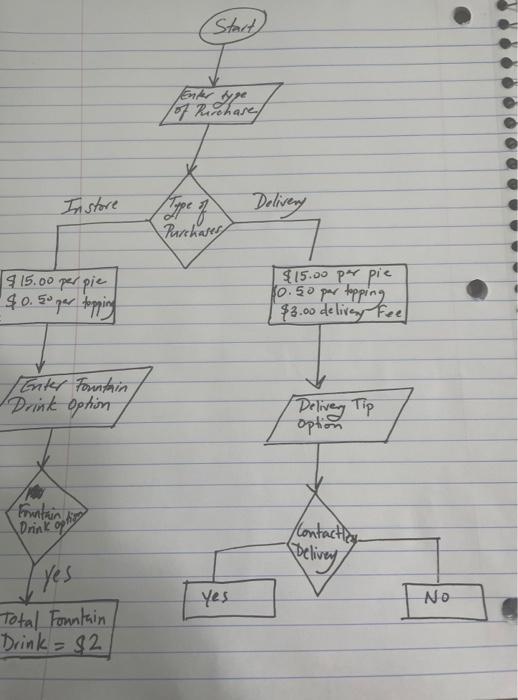 Start
Enter type
of Purchase
Instore
Type of
Purchases
Delivery
$15.00 per pie
$0.50 per topping
$15.00 per pie
$0.50 per topping
$3.00 delivery Fee
Enter Fountain
Drink Option
Delivery Tip
option
Fountain
Drink option
Contactless
Delivery
yes
yes
NO
Total Fountain
Drink = $2